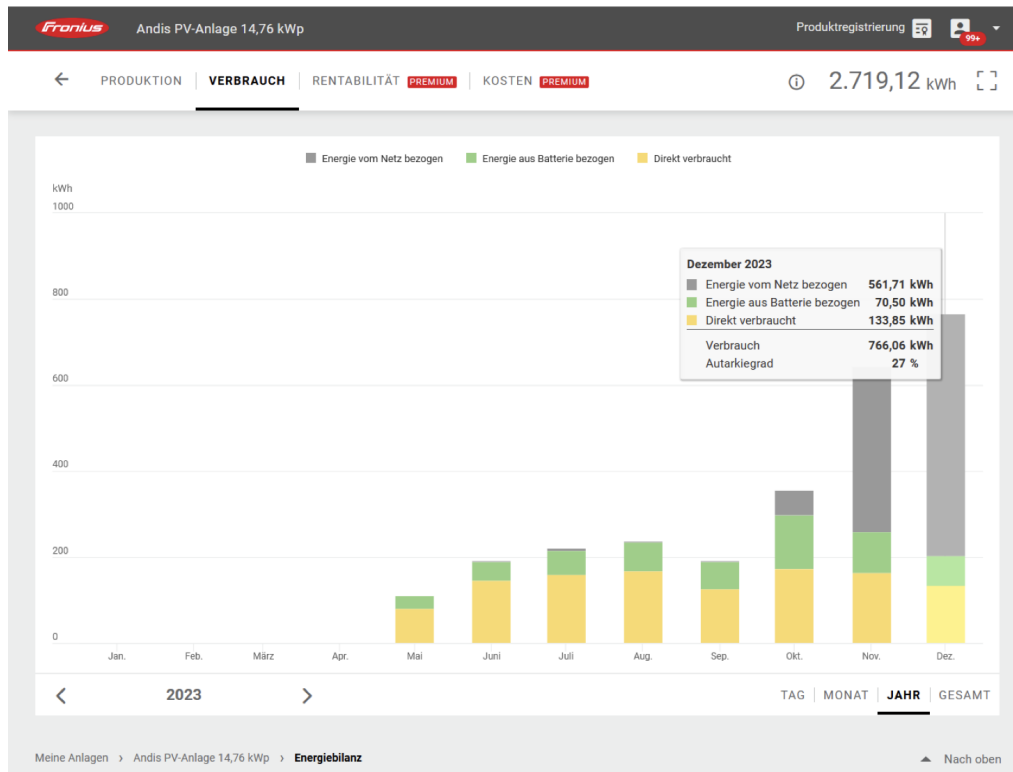 Fronius Andis PV-Anlage 14,76 kWp Produktregistrierung 99+
PRODUKTION VERBRAUCH RENTABILITÄT PREMIUM KOSTEN PREMIUM 2.719,12 kWh
Energie vom Netz bezogen Energie aus Batterie bezogen Direkt verbraucht
kWh
1000
800
600
400
200
0
Dezember 2023
Energie vom Netz bezogen 561,71 kWh
Energie aus Batterie bezogen 70,50 kWh
Direkt verbraucht 133,85 kWh
Verbrauch 766,06 kWh
Autarkiegrad 27 %
Jan. Feb. März Apr. Mai Juni Juli Aug. Sep. Okt. Nov. Dez.
2023 TAG MONAT JAHR GESAMT
Meine Anlagen › Andis PV-Anlage 14,76 kWp › Energiebilanz Nach oben